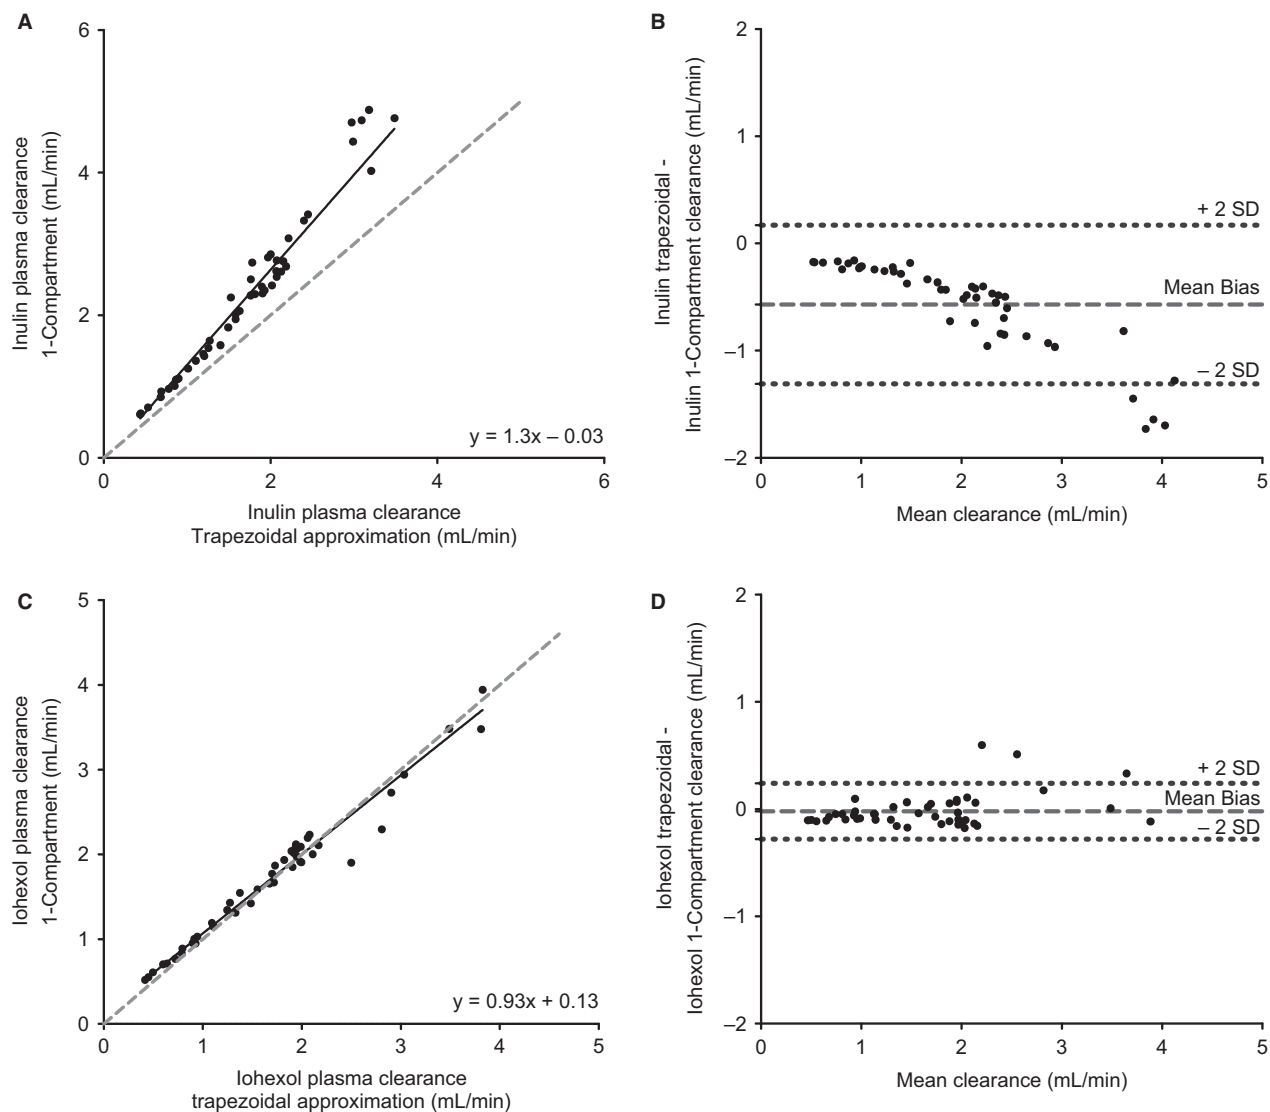 A
6
4
2
0
0
2
4
6
Inulin plasma clearance
1-Compartment (mL/min)
y = 1.3x – 0.03
Inulin plasma clearance
Trapezoidal approximation (mL/min)
B
2
1
0
–1
–2
0
1
2
3
4
5
Inulin trapezoidal -
Inulin 1-Compartment clearance (mL/min)
+ 2 SD
Mean Bias
– 2 SD
Mean clearance (mL/min)
C
5
4
3
2
1
0
0
1
2
3
4
5
Iohexol plasma clearance
1-Compartment (mL/min)
y = 0.93x + 0.13
Iohexol plasma clearance
trapezoidal approximation (mL/min)
D
2
1
0
–1
–2
0
1
2
3
4
5
Iohexol trapezoidal -
Iohexol 1-Compartment clearance (mL/min)
+ 2 SD
Mean Bias
– 2 SD
Mean clearance (mL/min)